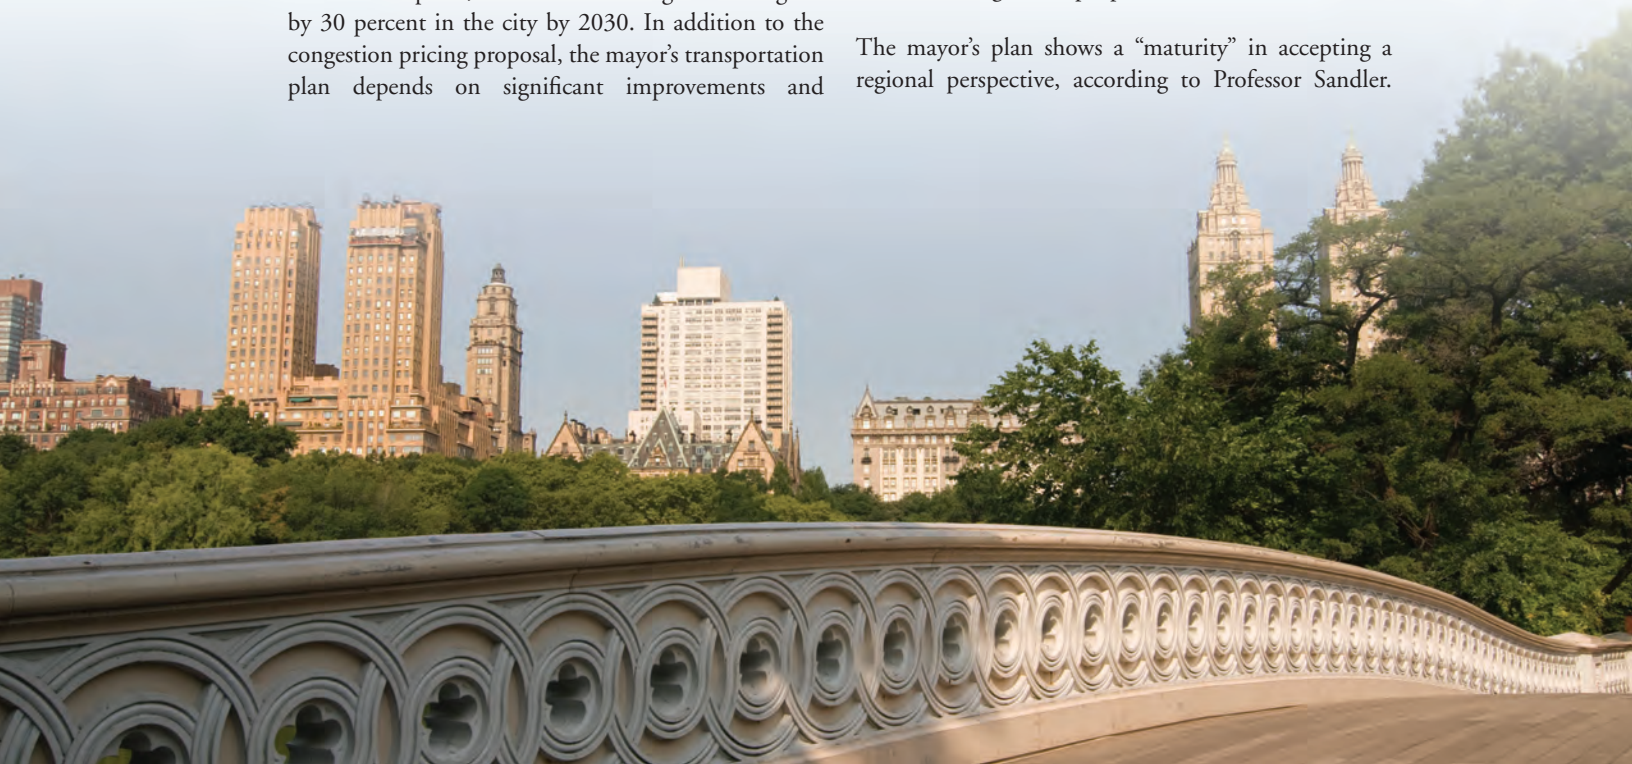 by 30 percent in the city by 2030. In addition to the
congestion pricing proposal, the mayor’s transportation
plan depends on significant improvements and
The mayor’s plan shows a “maturity” in accepting a
regional perspective, according to Professor Sandler.